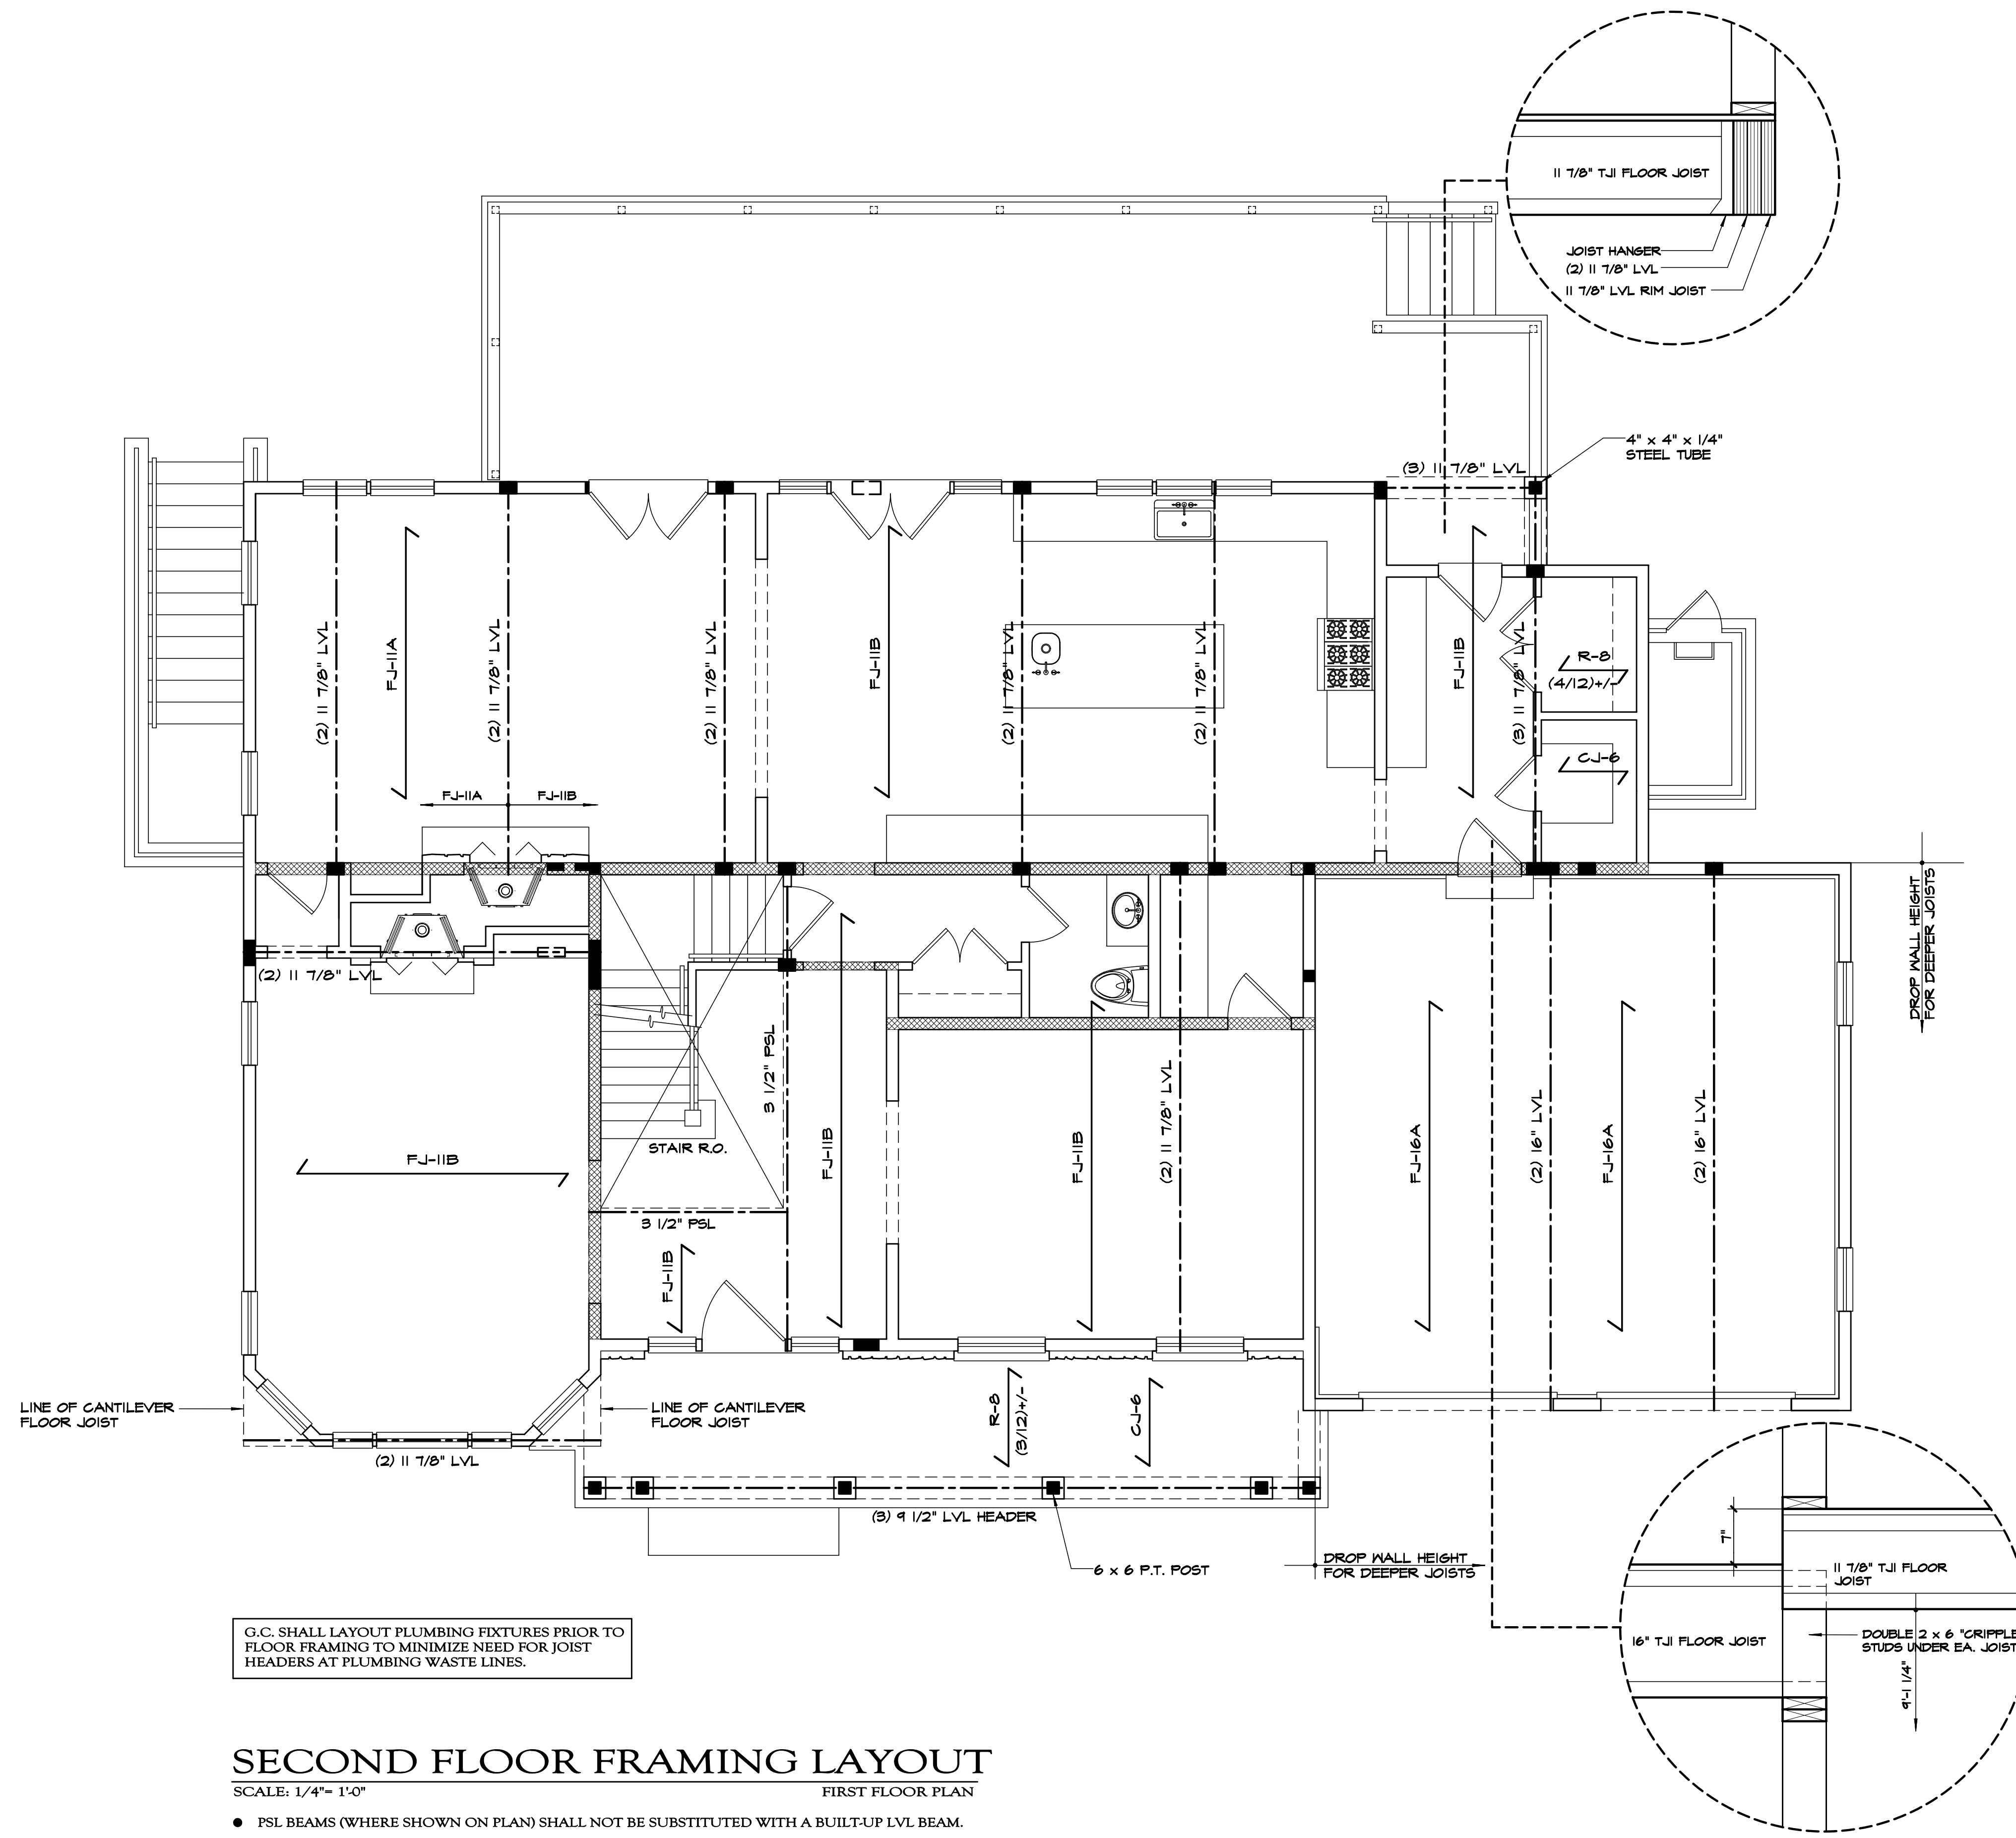 11 7/8" TJI FLOOR JOIST
JOIST HANGER
(2) 11 7/8" LVL
11 7/8" LVL RIM JOIST
4" x 4" x 1/4"
STEEL TUBE
(3) 11 7/8" LVL
(2) 11 7/8" LVL
FJ-11A
(2) 11 7/8" LVL
(2) 11 7/8" LVL
FJ-11B
(2) 11 7/8" LVL
(2) 11 7/8" LVL
FJ-11B
(3) 11 7/8" LVL
R-8
(4/12)+/-
CJ-6
FJ-11A
FJ-11B
DROP WALL HEIGHT
FOR DEEPER JOISTS
(2) 11 7/8" LVL
3 1/2" PSL
STAIR R.O.
FJ-11B
FJ-11B
FJ-11B
(2) 11 7/8" LVL
FJ-16A
(2) 16" LVL
FJ-16A
(2) 16" LVL
3 1/2" PSL
FJ-11B
LINE OF CANTILEVER
FLOOR JOIST
LINE OF CANTILEVER
FLOOR JOIST
R-8
(3/12)+/-
CJ-6
(2) 11 7/8" LVL
(3) 9 1/2" LVL HEADER
6 x 6 P.T. POST
DROP WALL HEIGHT
FOR DEEPER JOISTS
7"
11 7/8" TJI FLOOR
JOIST
16" TJI FLOOR JOIST
DOUBLE 2 x 6 "CRIPPLE
STUDS UNDER EA. JOIST
9'-1 1/4"
G.C. SHALL LAYOUT PLUMBING FIXTURES PRIOR TO
FLOOR FRAMING TO MINIMIZE NEED FOR JOIST
HEADERS AT PLUMBING WASTE LINES.
SECOND FLOOR FRAMING LAYOUT
SCALE: 1/4"= 1'-0"
FIRST FLOOR PLAN
● PSL BEAMS (WHERE SHOWN ON PLAN) SHALL NOT BE SUBSTITUTED WITH A BUILT-UP LVL BEAM.